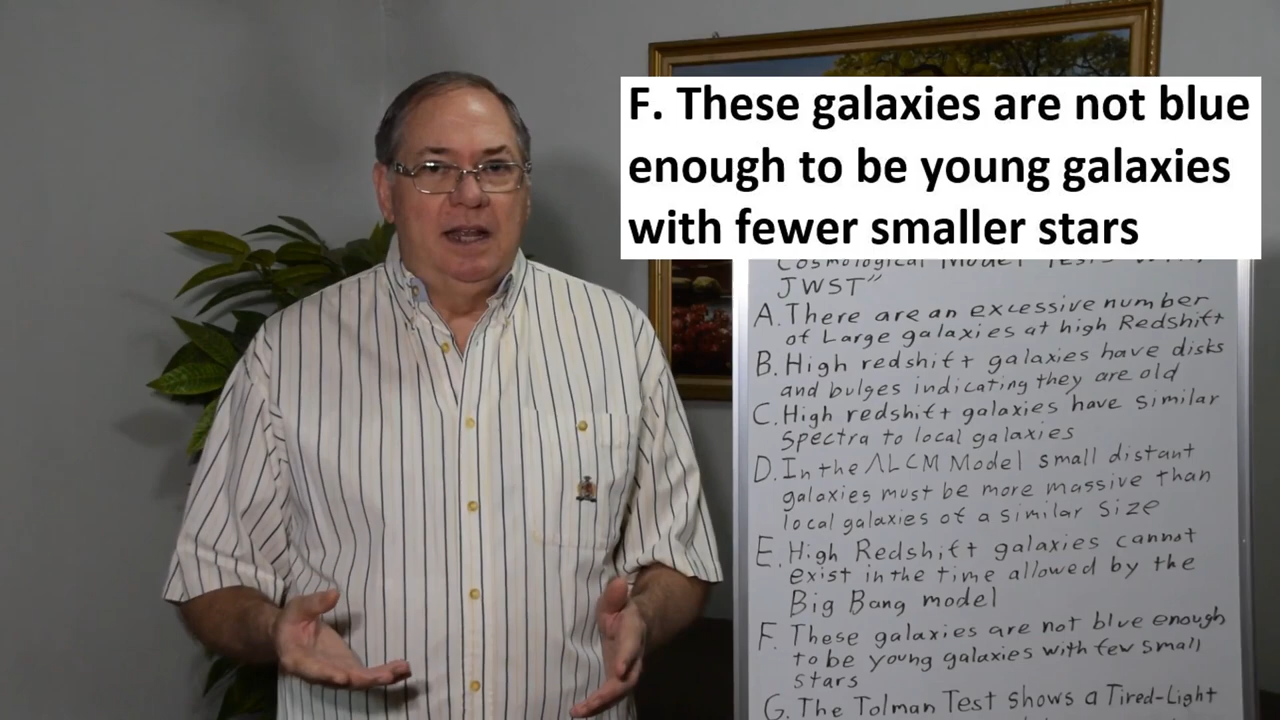 F. These galaxies are not blue
enough to be young galaxies
with fewer smaller stars
Cosmological Model Tests With
JWST"
A. There are an excessive number
of Large galaxies at high Redshift
B. High redshift galaxies have disks
and bulges indicating they are old
C. High redshift galaxies have similar
spectra to local galaxies
D. In the ΛLCM Model small distant
galaxies must be more massive than
local galaxies of a similar size
E. High Redshift galaxies cannot
exist in the time allowed by the
Big Bang model
F. These galaxies are not blue enough
to be young galaxies with few small
stars
G. The Tolman Test shows a Tired-Light